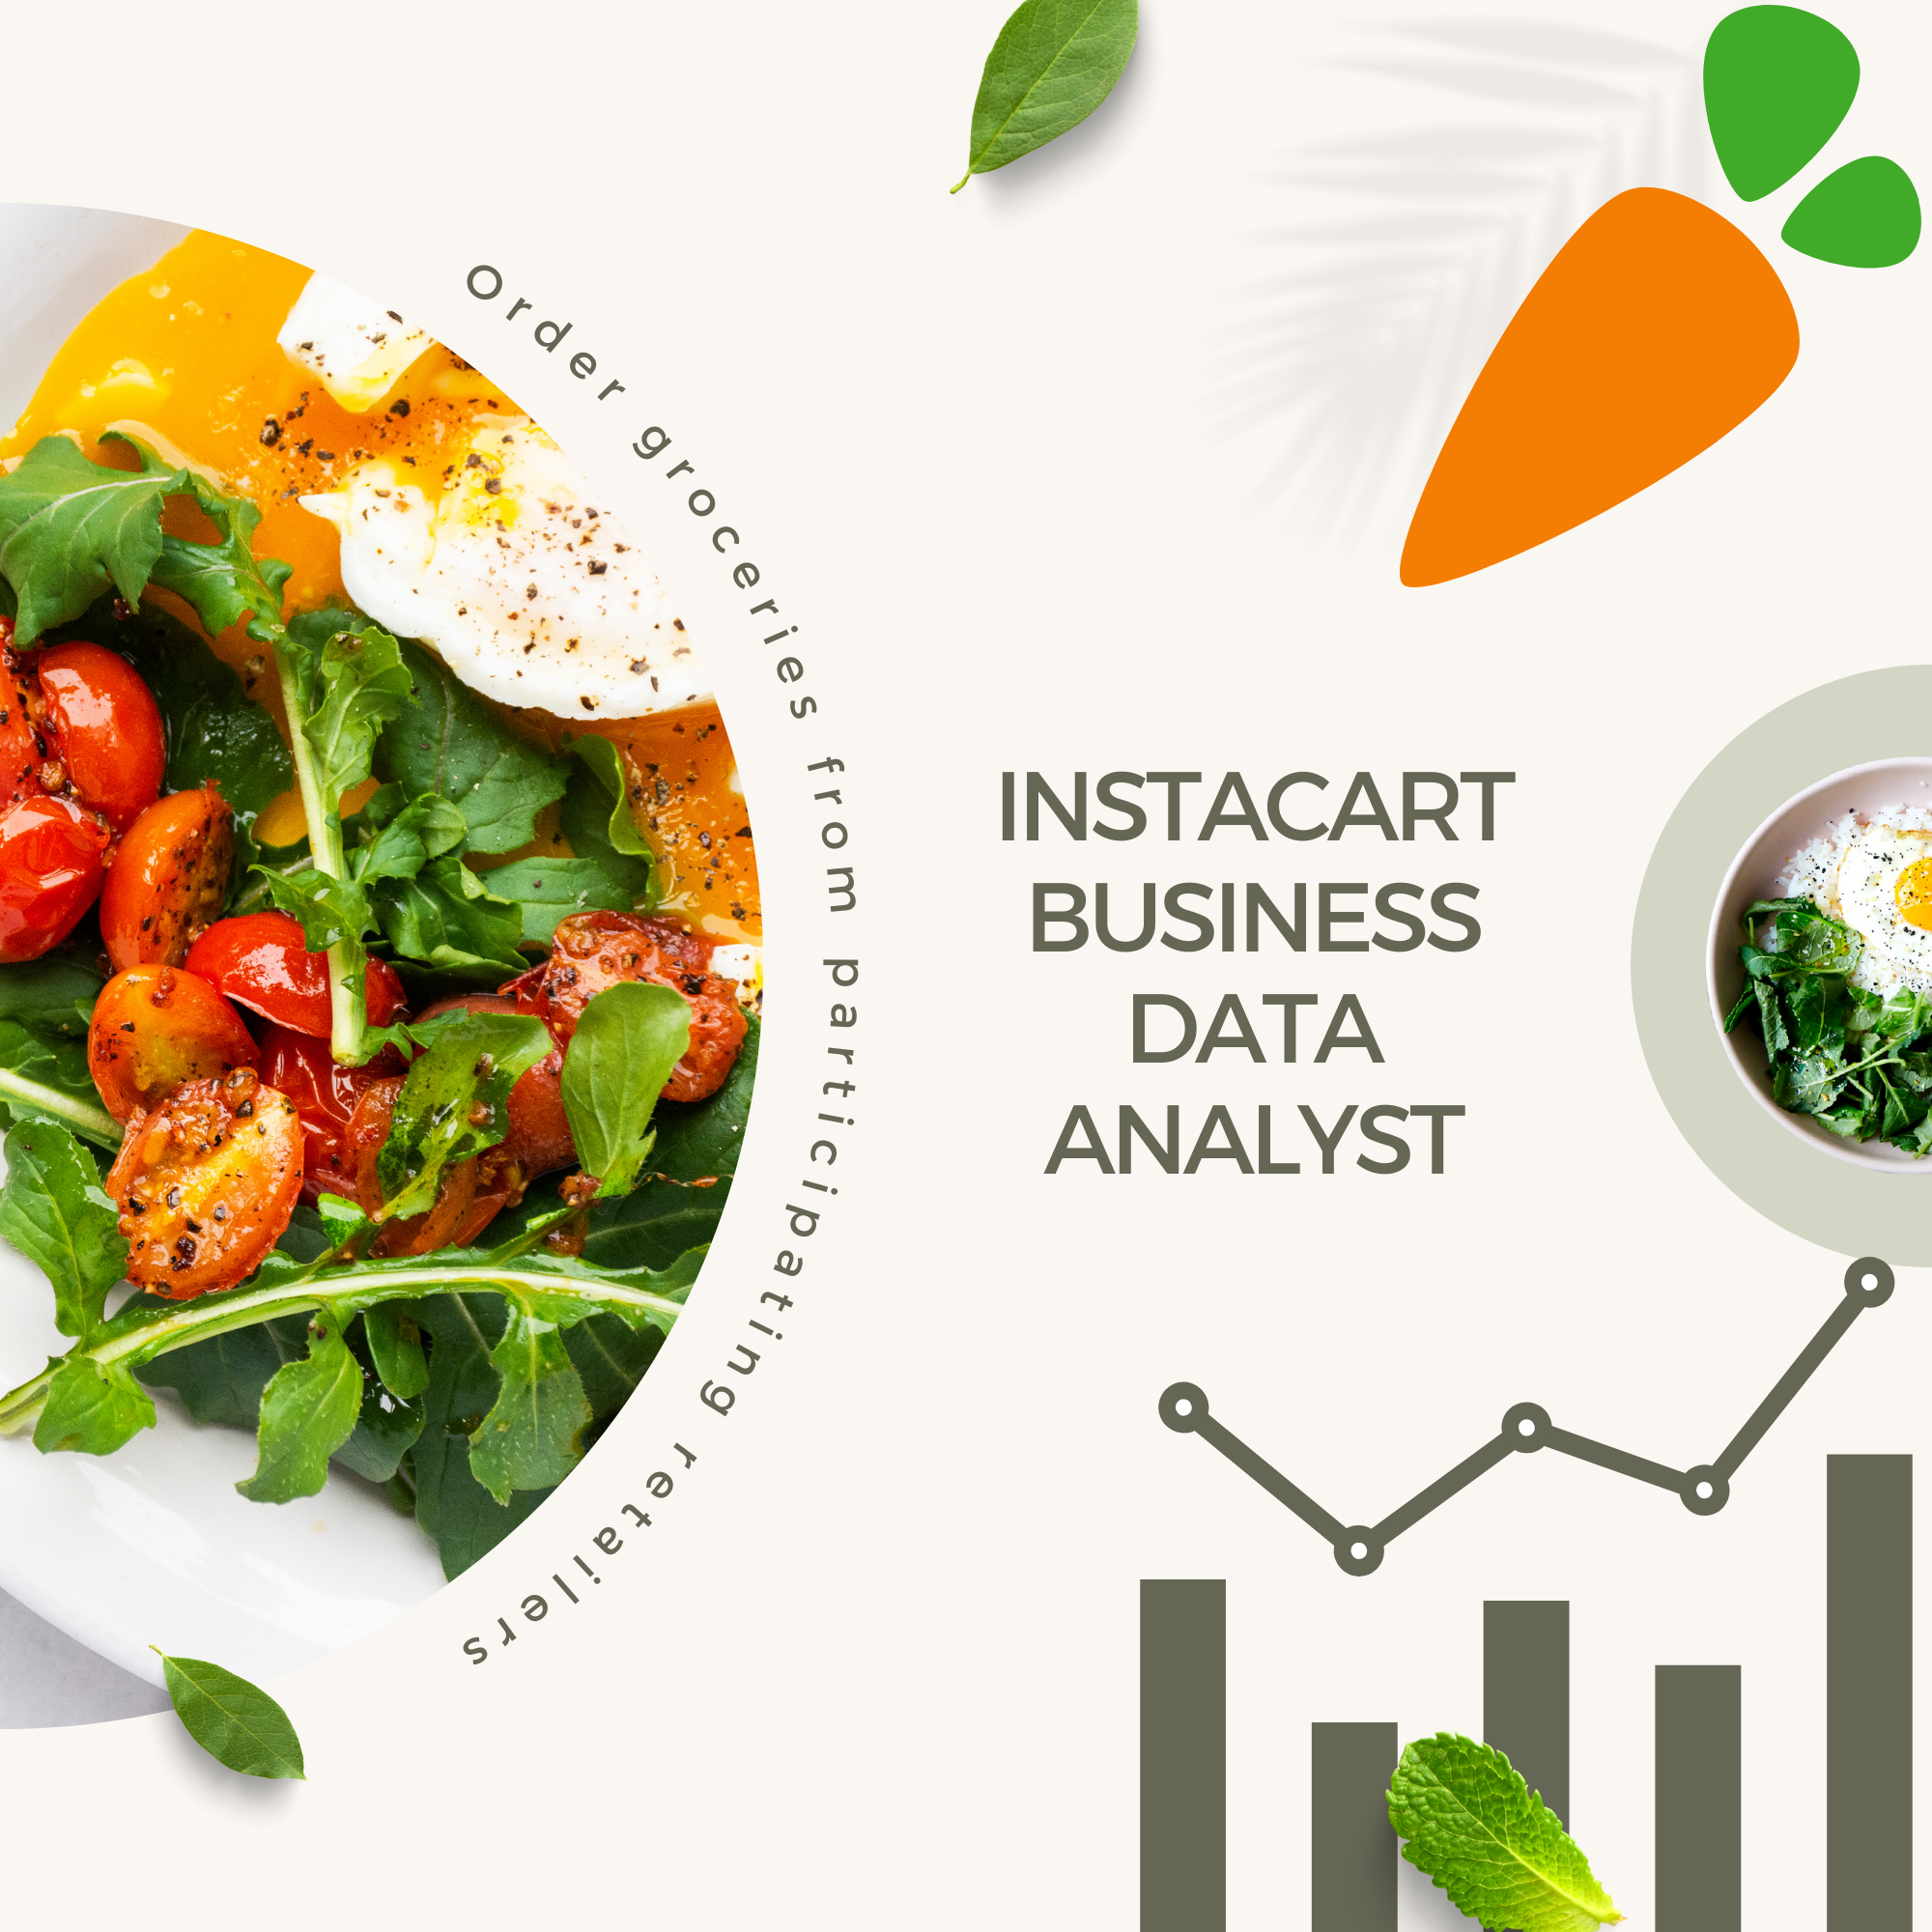 Order groceries from participating retailers
INSTACART
BUSINESS
DATA
ANALYST